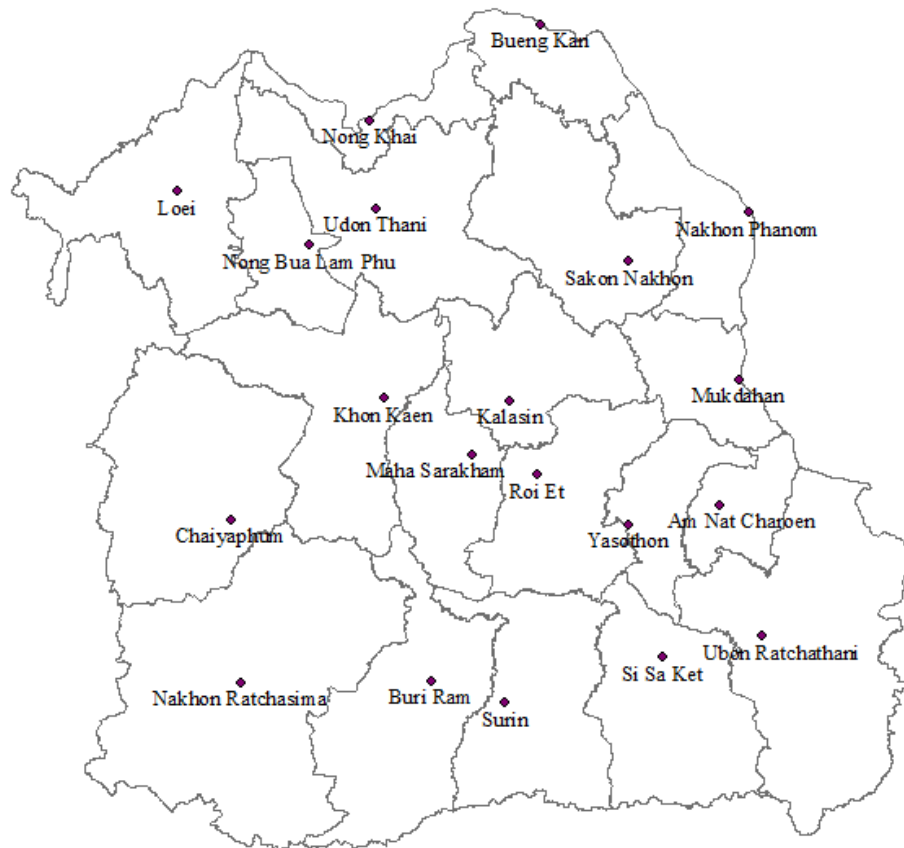 Bueng Kan
Nong Khai
Loei
Udon Thani
Nakhon Phanom
Nong Bua Lam Phu
Sakon Nakhon
Mukdahan
Khon Kaen
Kalasin
Maha Sarakham
Roi Et
Am Nat Charoen
Chaiyaphum
Yasothon
Ubon Ratchathani
Si Sa Ket
Nakhon Ratchasima
Buri Ram
Surin